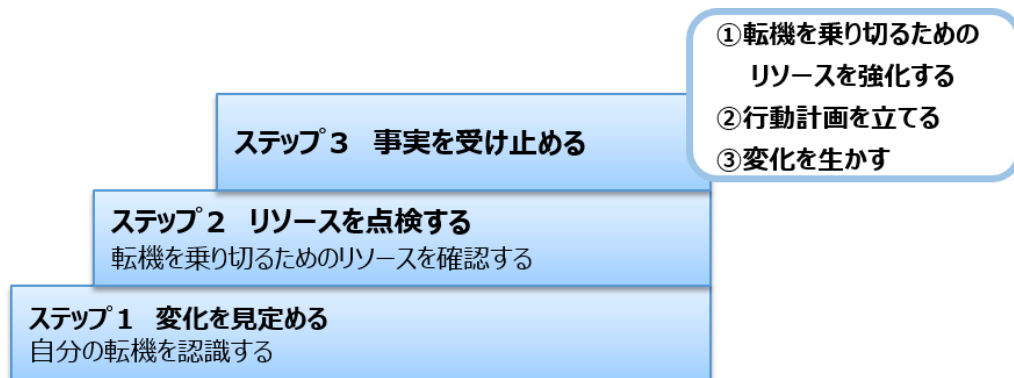 ①転機を乗り切るための
リソースを強化する
②行動計画を立てる
③変化を生かす
ステップ３ 事実を受け止める
ステップ２ リソースを点検する
転機を乗り切るためのリソースを確認する
ステップ１ 変化を見定める
自分の転機を認識する